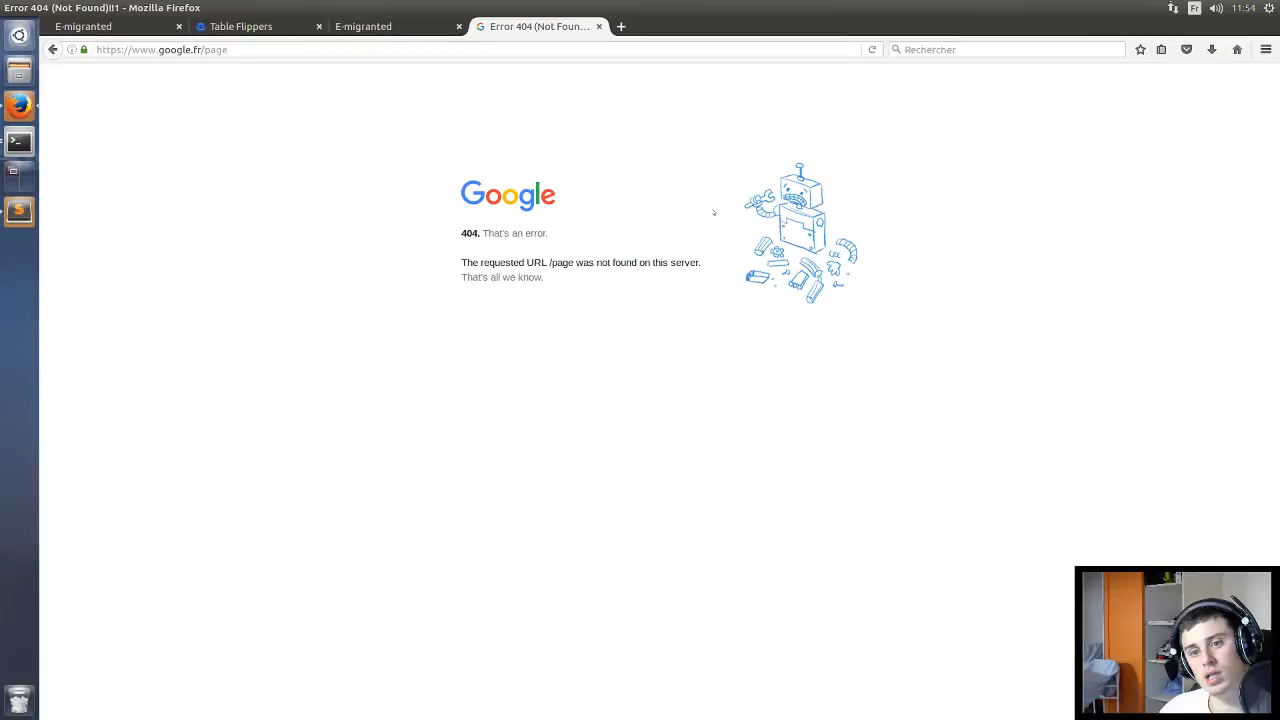 Error 404 (Not Found)!!1 - Mozilla Firefox
Fr
11:54
E-migranted
Table Flippers
E-migranted
Error 404 (Not Foun...
https://www.google.fr/page
Rechercher
Google
404. That's an error.
The requested URL /page was not found on this server.
That's all we know.